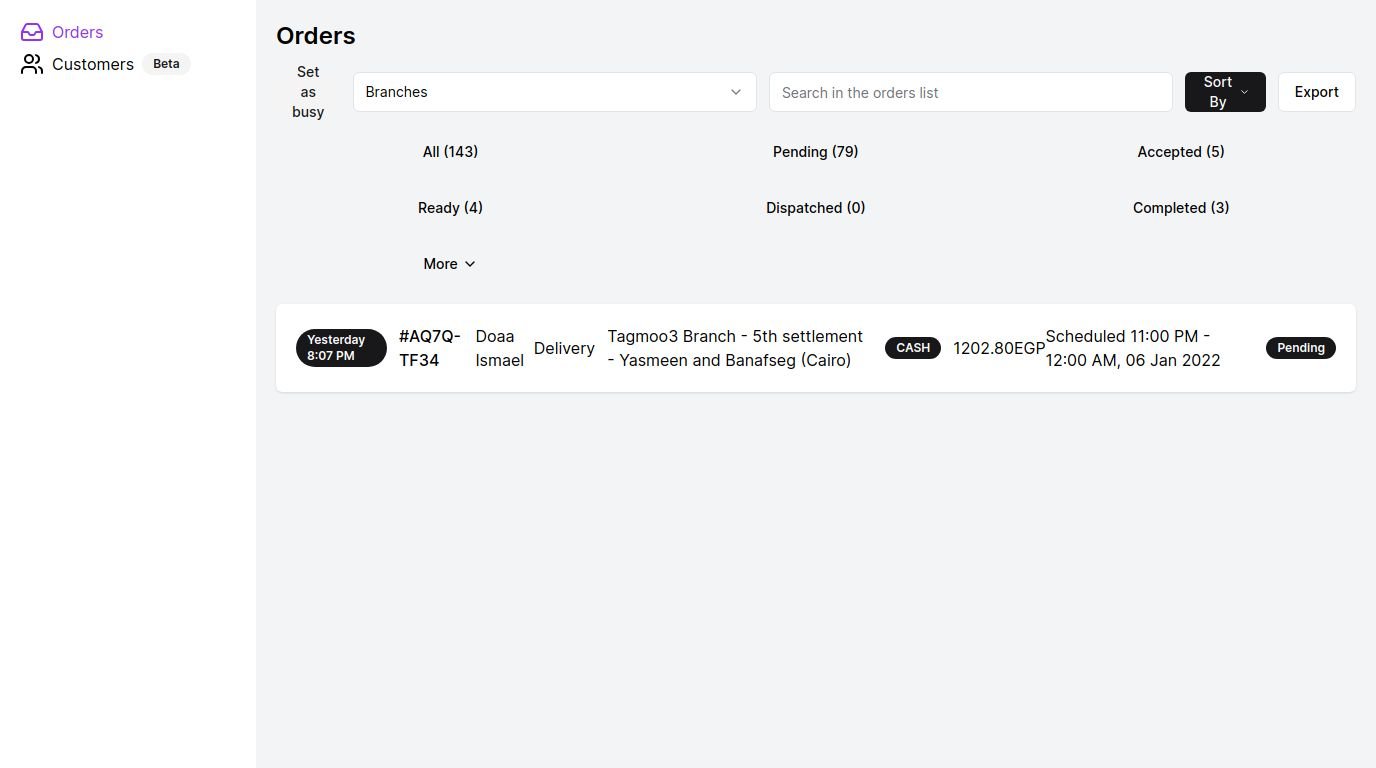 Orders
Customers Beta
Orders
Set
as
busy
Branches
Search in the orders list
Sort
By
Export
All (143)
Pending (79)
Accepted (5)
Ready (4)
Dispatched (0)
Completed (3)
More
Yesterday
8:07 PM
#AQ7Q-
TF34
Doaa
Ismael
Delivery
Tagmoo3 Branch - 5th settlement
- Yasmeen and Banafseg (Cairo)
CASH
1202.80EGP
Scheduled 11:00 PM -
12:00 AM, 06 Jan 2022
Pending